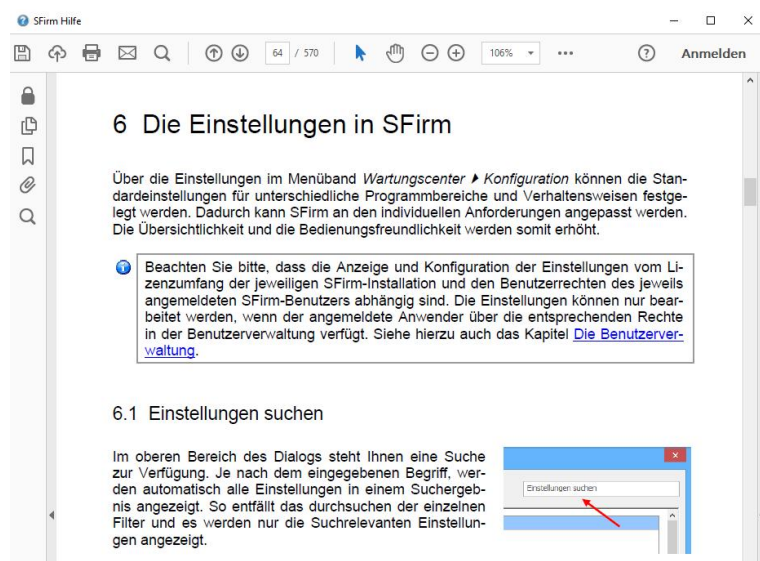 SFirm Hilfe
64 / 570
106%
Anmelden
6 Die Einstellungen in SFirm
Über die Einstellungen im Menüband Wartungscenter ▶ Konfiguration können die Stan-
dardeinstellungen für unterschiedliche Programmbereiche und Verhaltensweisen festge-
legt werden. Dadurch kann SFirm an den individuellen Anforderungen angepasst werden.
Die Übersichtlichkeit und die Bedienungsfreundlichkeit werden somit erhöht.
Beachten Sie bitte, dass die Anzeige und Konfiguration der Einstellungen vom Li-
zenzumfang der jeweiligen SFirm-Installation und den Benutzerrechten des jeweils
angemeldeten SFirm-Benutzers abhängig sind. Die Einstellungen können nur bear-
beitet werden, wenn der angemeldete Anwender über die entsprechenden Rechte
in der Benutzerverwaltung verfügt. Siehe hierzu auch das Kapitel Die Benutzerver-
waltung.
6.1 Einstellungen suchen
Im oberen Bereich des Dialogs steht Ihnen eine Suche
zur Verfügung. Je nach dem eingegebenen Begriff, wer-
den automatisch alle Einstellungen in einem Suchergeb-
nis angezeigt. So entfällt das durchsuchen der einzelnen
Filter und es werden nur die Suchrelevanten Einstellun-
gen angezeigt.
Einstellungen suchen